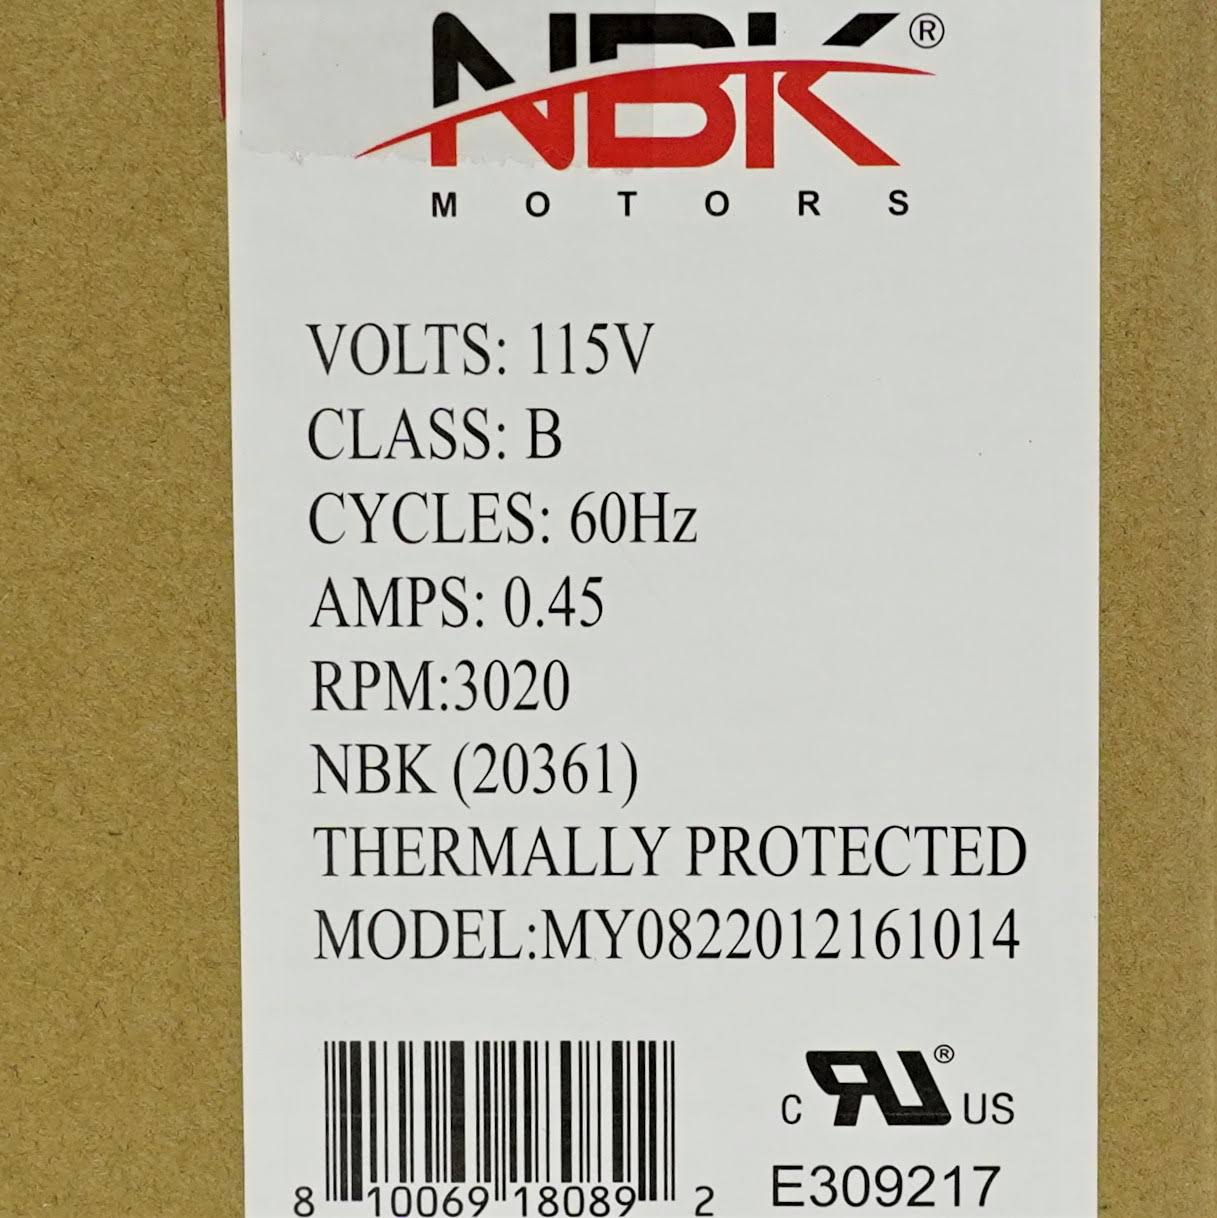 NBK®
MOTORS
VOLTS: 115V
CLASS: B
CYCLES: 60Hz
AMPS: 0.45
RPM:3020
NBK (20361)
THERMALLY PROTECTED
MODEL:MY0822012161014
c RU® US
8 10069 18089 2
E309217